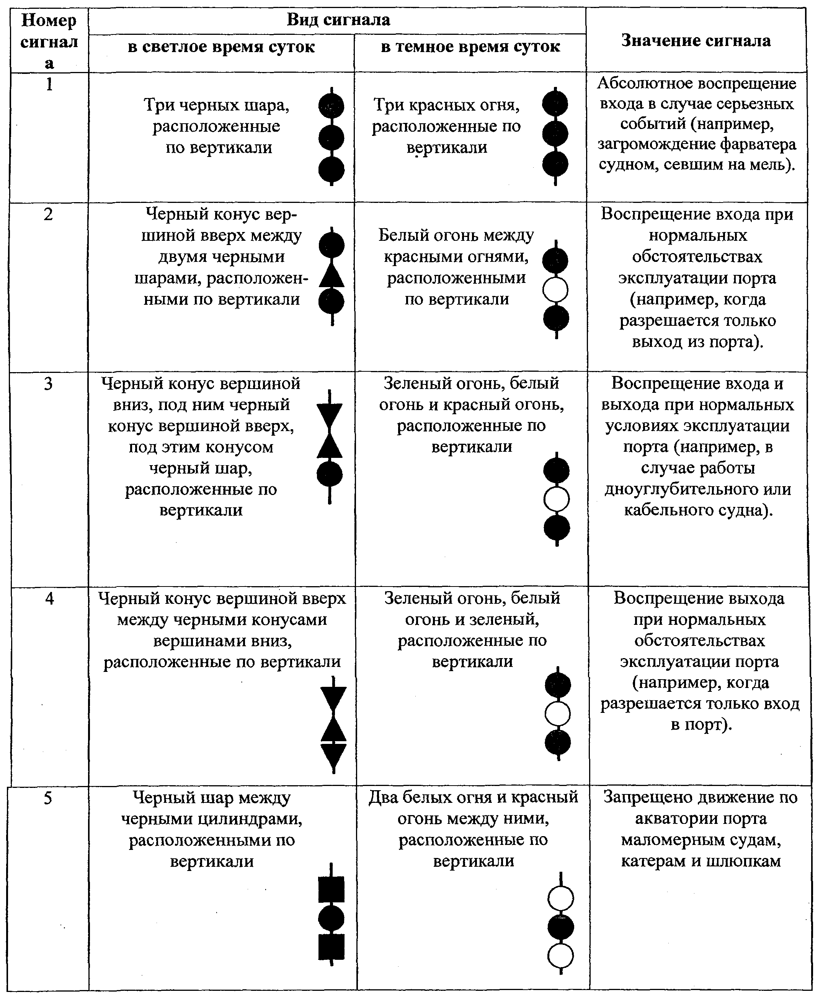 Номер
сигнал
а
Вид сигнала
в светлое время суток
в темное время суток
Значение сигнала
1
Три черных шара,
расположенные
по вертикали
Три красных огня,
расположенные по
вертикали
Абсолютное воспрещение
входа в случае серьезных
событий (например,
загромождение фарватера
судном, севшим на мель).
2
Черный конус вер-
шиной вверх между
двумя черными
шарами, расположен-
ными по вертикали
Белый огонь между
красными огнями,
расположенными
по вертикали
Воспрещение входа при
нормальных
обстоятельствах
эксплуатации порта
(например, когда
разрешается только
выход из порта).
3
Черный конус вершиной
вниз, под ним черный
конус вершиной вверх,
под этим конусом
черный шар,
расположенные по
вертикали
Зеленый огонь, белый
огонь и красный огонь,
расположенные по
вертикали
Воспрещение входа и
выхода при нормальных
условиях эксплуатации
порта (например, в
случае работы
дноуглубительного или
кабельного судна).
4
Черный конус вершиной вверх
между черными конусами
вершинами вниз,
расположенные по вертикали
Зеленый огонь, белый
огонь и зеленый,
расположенные по
вертикали
Воспрещение выхода
при нормальных
обстоятельствах
эксплуатации порта
(например, когда
разрешается только вход
в порт).
5
Черный шар между
черными цилиндрами,
расположенными по
вертикали
Два белых огня и красный
огонь между ними,
расположенные по
вертикали
Запрещено движение по
акватории порта
маломерным судам,
катерам и шлюпкам